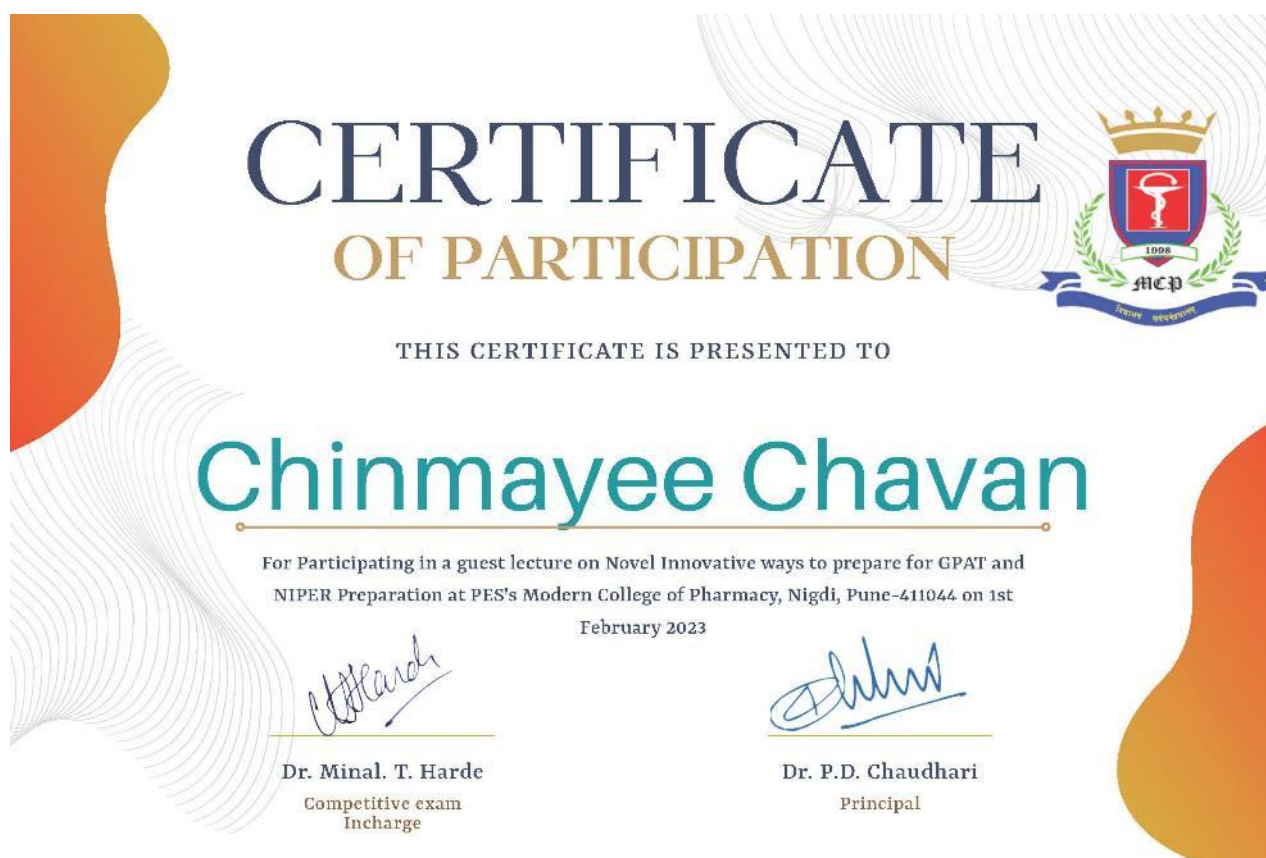 CERTIFICATE
OF PARTICIPATION
1998
MCP
THIS CERTIFICATE IS PRESENTED TO
Chinmayee Chavan
For Participating in a guest lecture on Novel Innovative ways to prepare for GPAT and
NIPER Preparation at PES's Modern College of Pharmacy, Nigdi, Pune-411044 on 1st
February 2023
Dr. Minal. T. Harde
Competitive exam
Incharge
Dr. P.D. Chaudhari
Principal